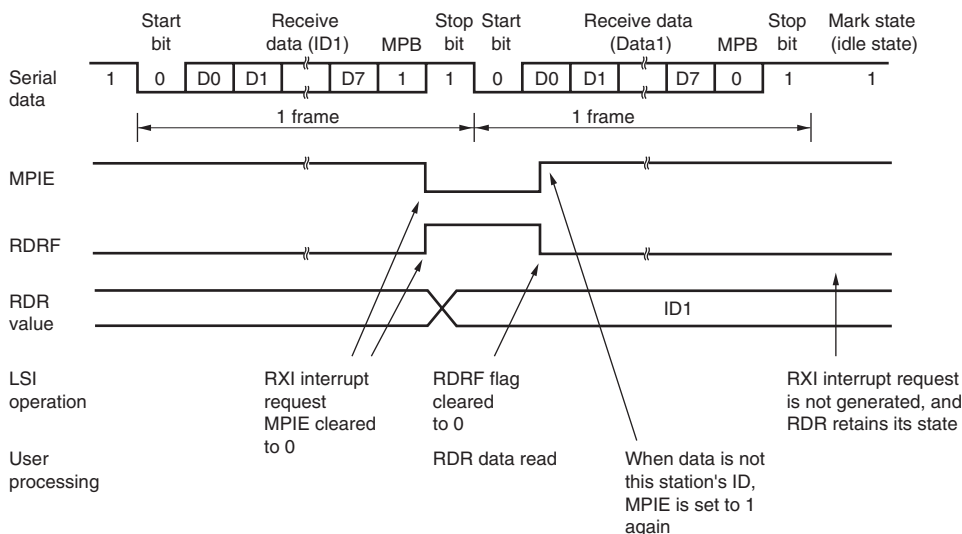 Start bit
Receive data (ID1)
MPB
Stop bit
Start bit
Receive data (Data1)
MPB
Stop bit
Mark state (idle state)
Serial data
1 0 D0 D1 D7 1 1 0 D0 D1 D7 0 1 1
1 frame 1 frame
MPIE
RDRF
RDR value
ID1
LSI operation
RXI interrupt request
MPIE cleared to 0
RDRF flag cleared to 0
RXI interrupt request is not generated, and RDR retains its state
User processing
RDR data read
When data is not this station's ID, MPIE is set to 1 again